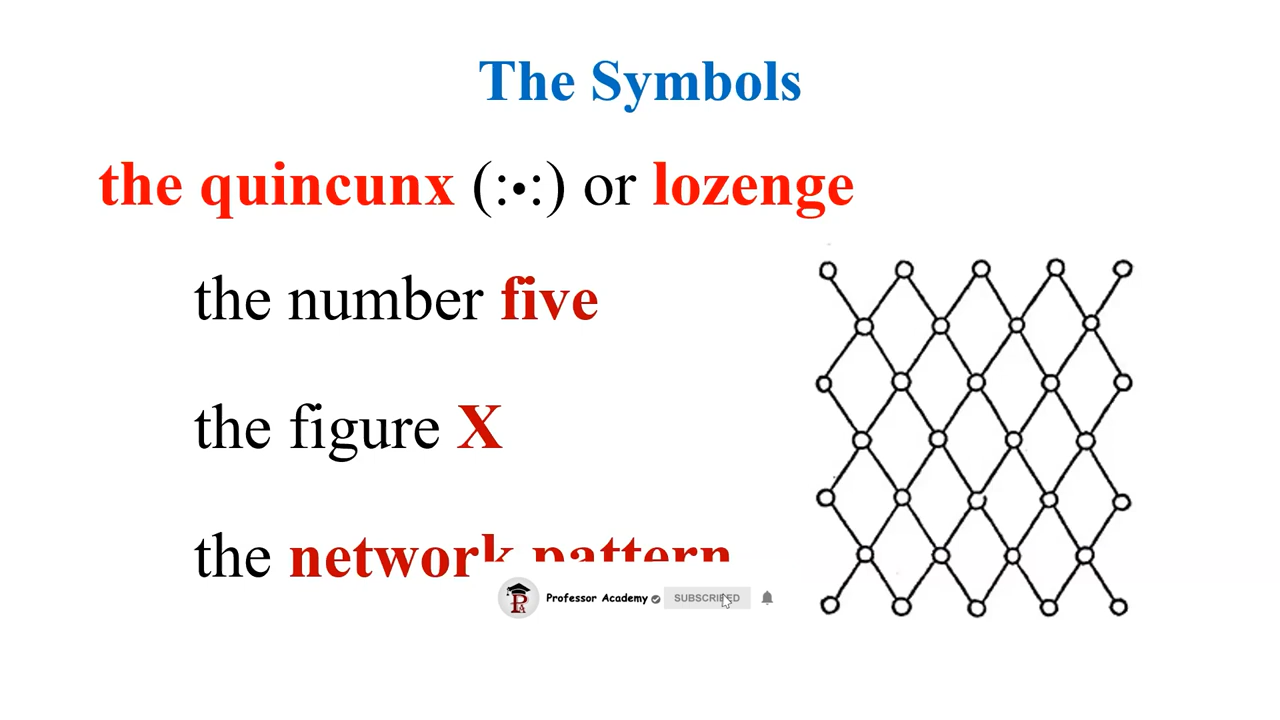 The Symbols
the quincunx (:•:) or lozenge
the number five
the figure X
the network pattern
Professor Academy
SUBSCRIBED